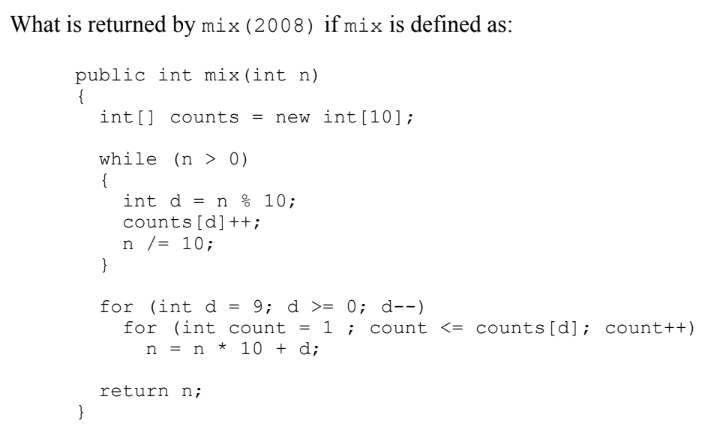 What is returned by mix(2008) if mix is defined as:
public int mix(int n)
{
int[] counts = new int[10];
while (n > 0)
{
int d = n % 10;
counts[d]++;
n /= 10;
}
for (int d = 9; d >= 0; d--)
for (int count = 1 ; count <= counts[d]; count++)
n = n * 10 + d;
return n;
}